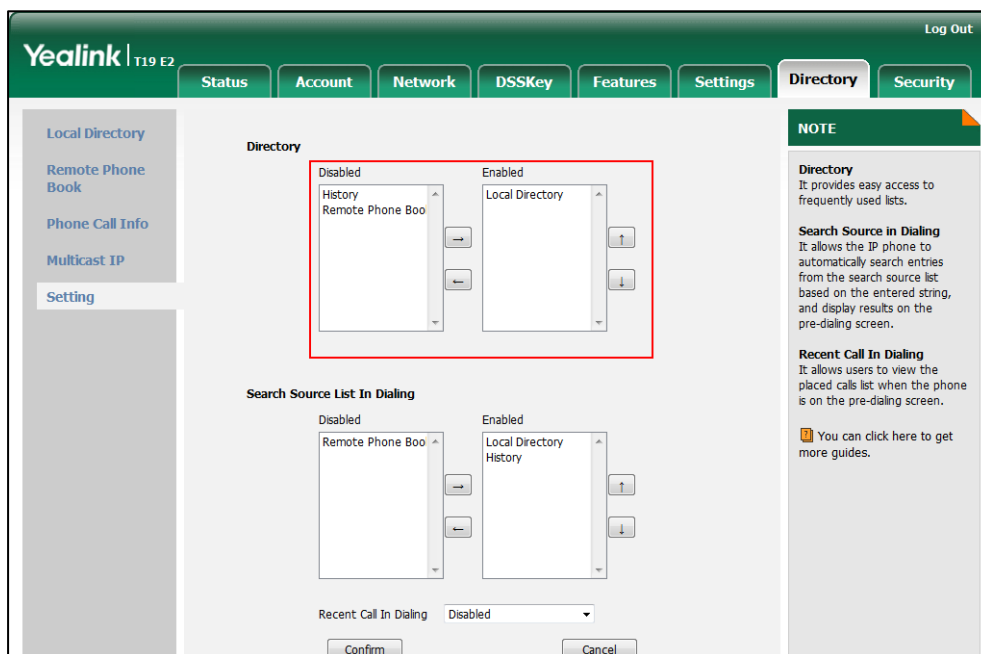 Log Out
Yealink | T19 E2
Status Account Network DSSKey Features Settings Directory Security
Local Directory
Remote Phone
Book
Phone Call Info
Multicast IP
Setting
Directory
Disabled Enabled
History
Remote Phone Boo
Local Directory
→
←
↑
↓
Search Source List In Dialing
Disabled Enabled
Remote Phone Boo
Local Directory
History
→
←
↑
↓
Recent Call In Dialing Disabled
Confirm Cancel
NOTE
Directory
It provides easy access to
frequently used lists.
Search Source in Dialing
It allows the IP phone to
automatically search entries
from the search source list
based on the entered string,
and display results on the
pre-dialing screen.
Recent Call In Dialing
It allows users to view the
placed calls list when the phone
is on the pre-dialing screen.
You can click here to get
more guides.